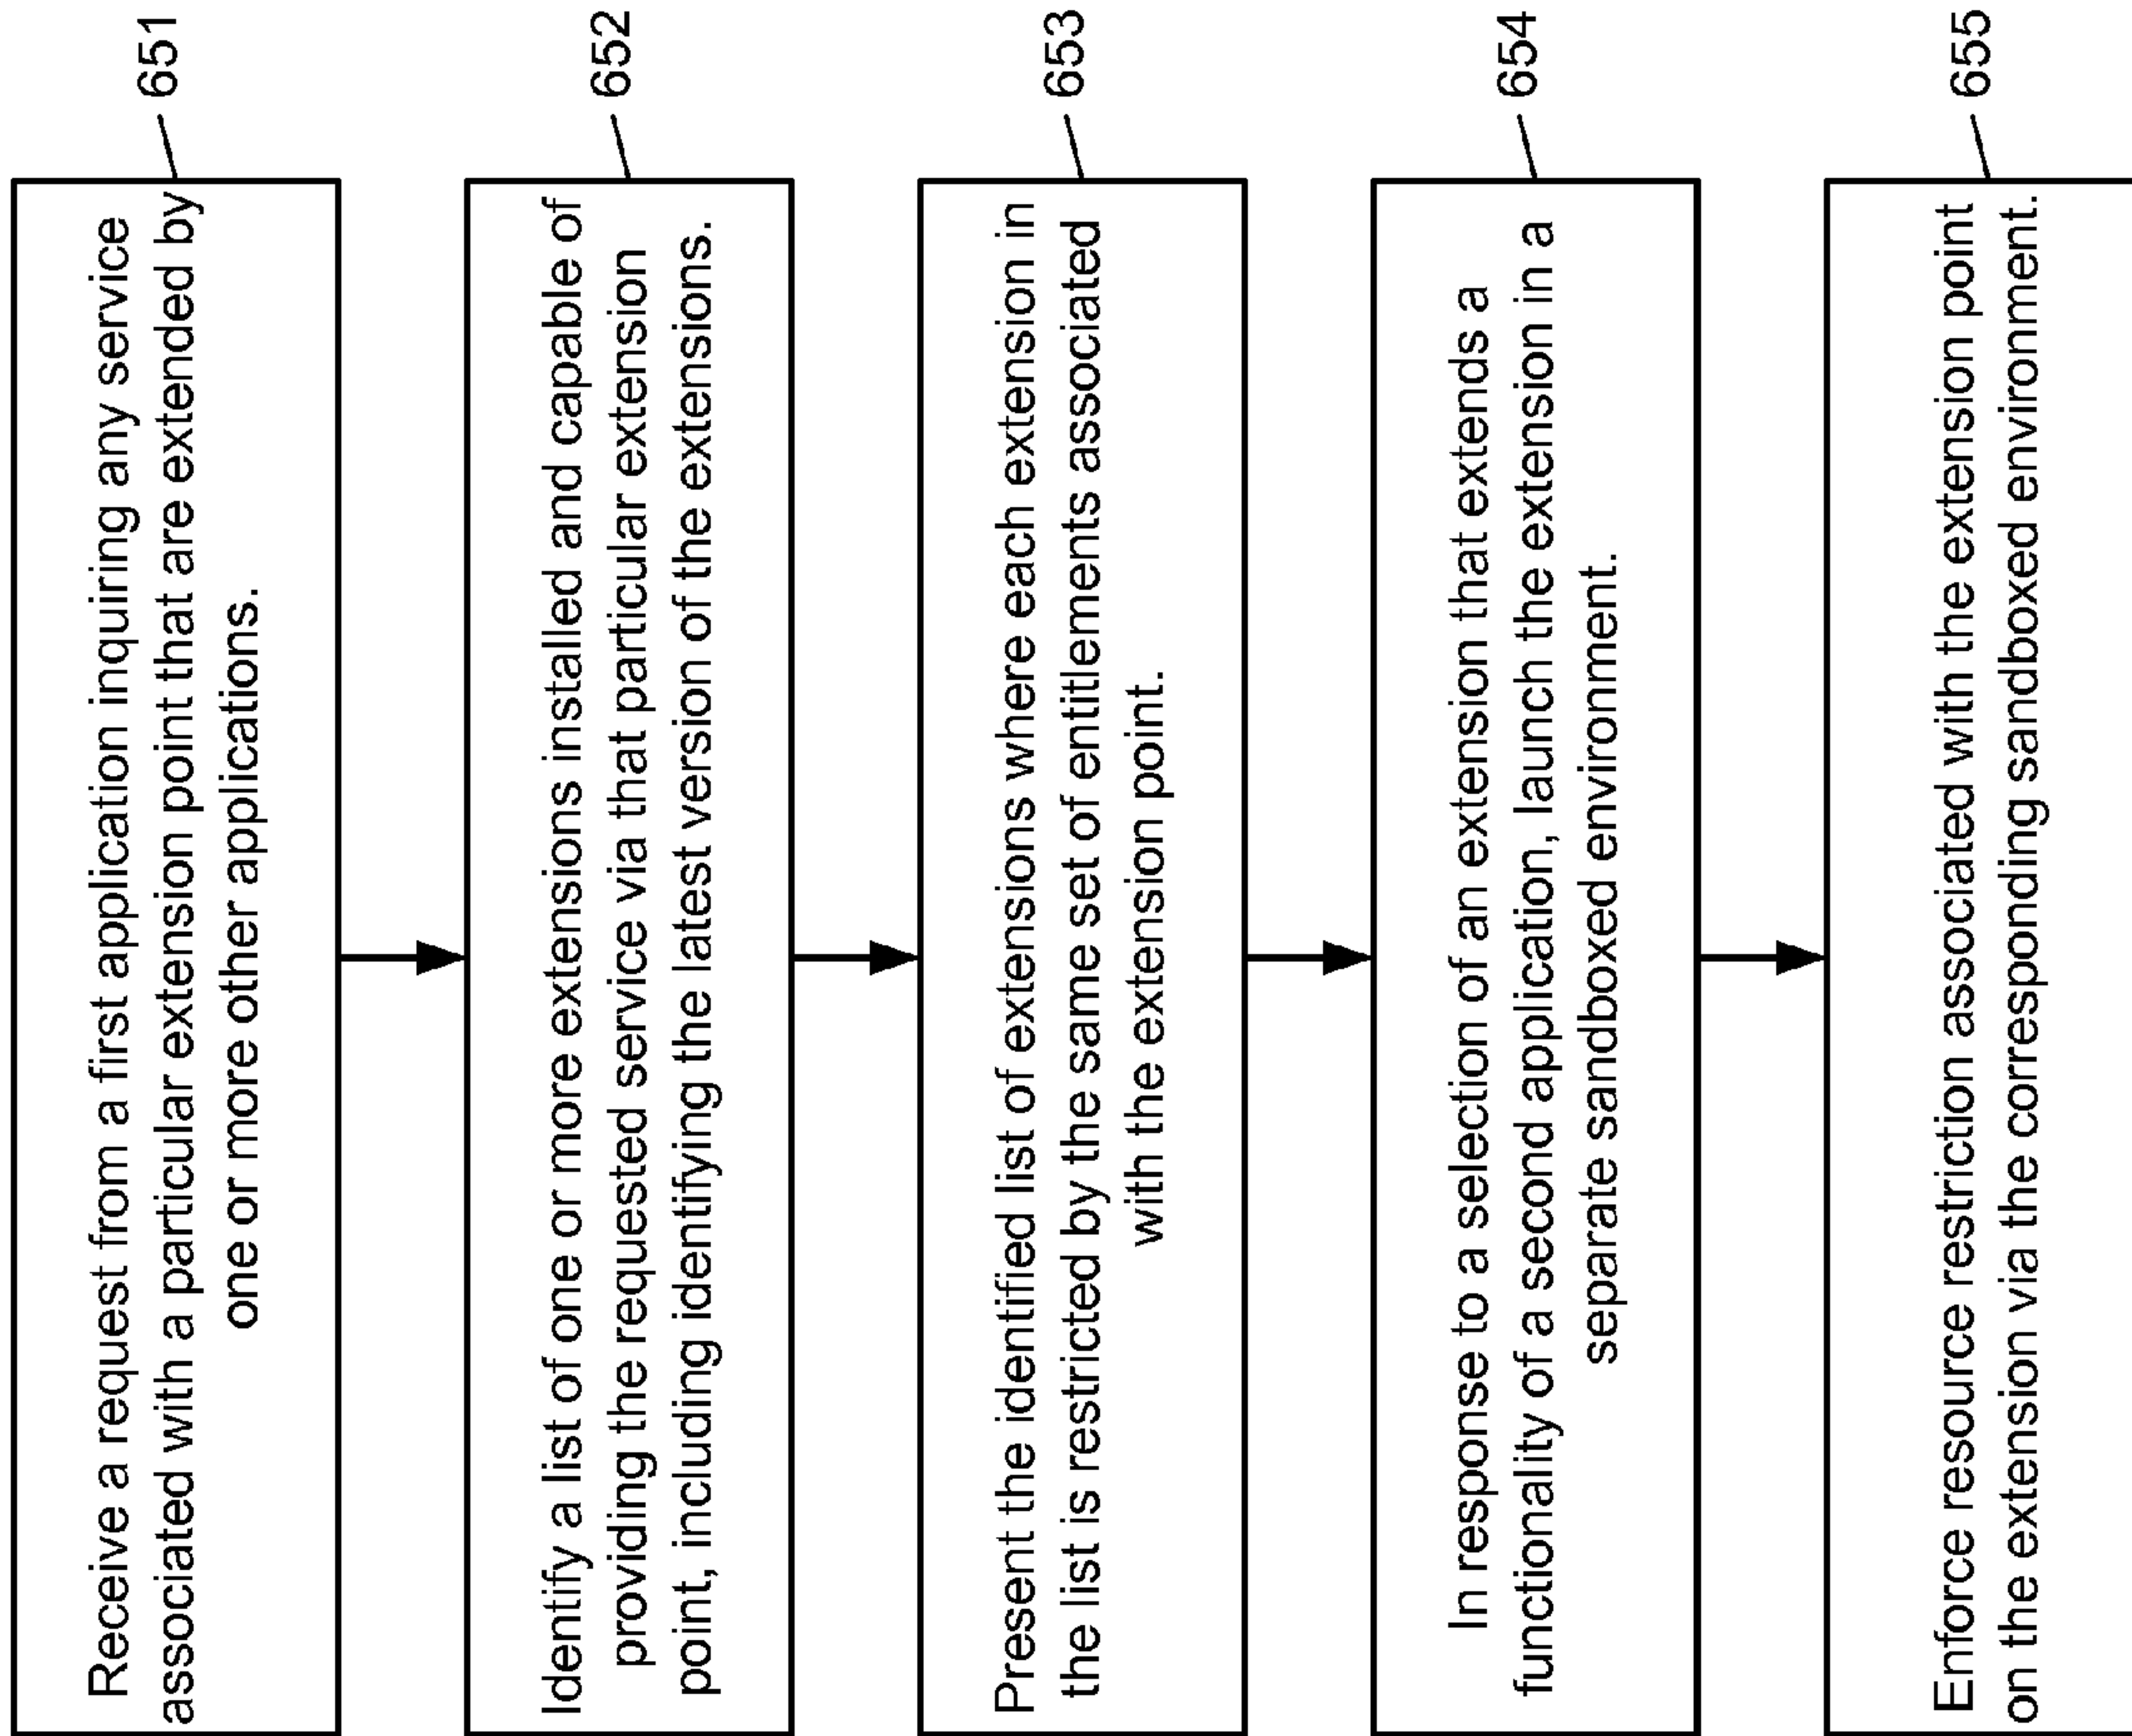 Receive a request from a first application inquiring any service
associated with a particular extension point that are extended by
one or more other applications.
651
Identify a list of one or more extensions installed and capable of
providing the requested service via that particular extension
point, including identifying the latest version of the extensions.
652
Present the identified list of extensions where each extension in
the list is restricted by the same set of entitlements associated
with the extension point.
653
In response to a selection of an extension that extends a
functionality of a second application, launch the extension in a
separate sandboxed environment.
654
Enforce resource restriction associated with the extension point
on the extension via the corresponding sandboxed environment.
655